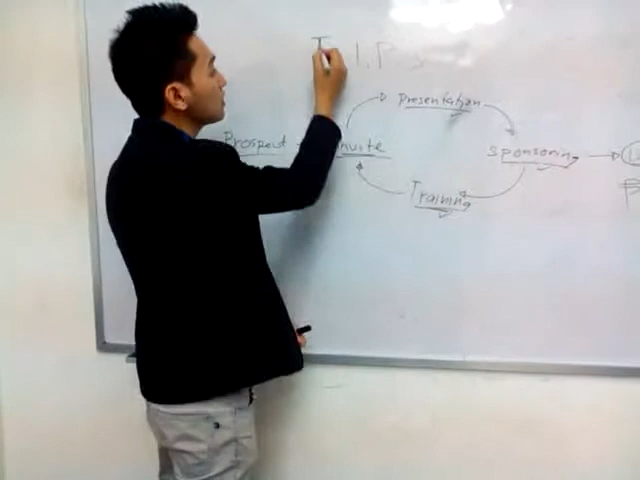 T I.P.S
Presentation
Prospect Invite Sponsoring
Training